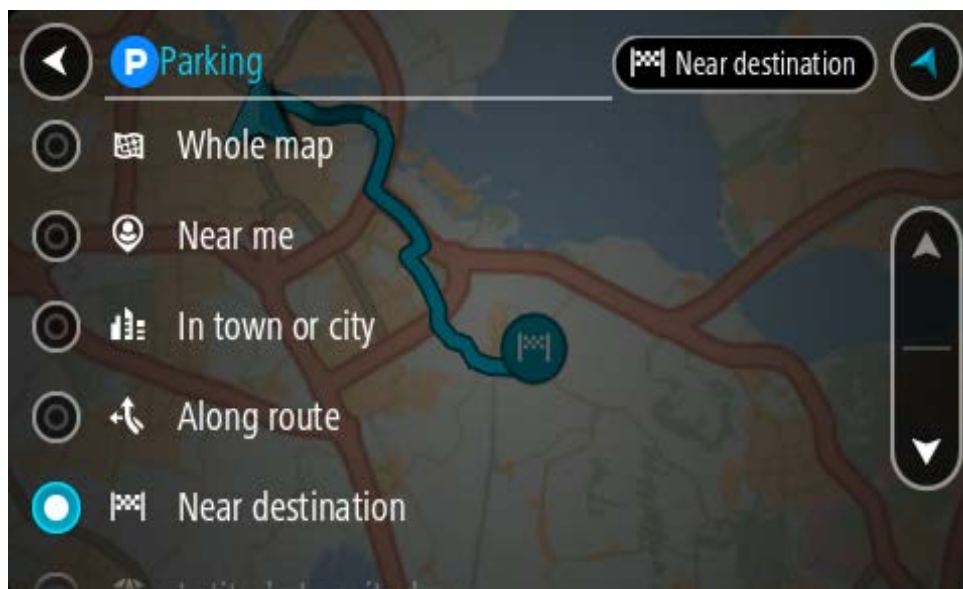 P Parking
Near destination
Whole map
Near me
In town or city
Along route
Near destination